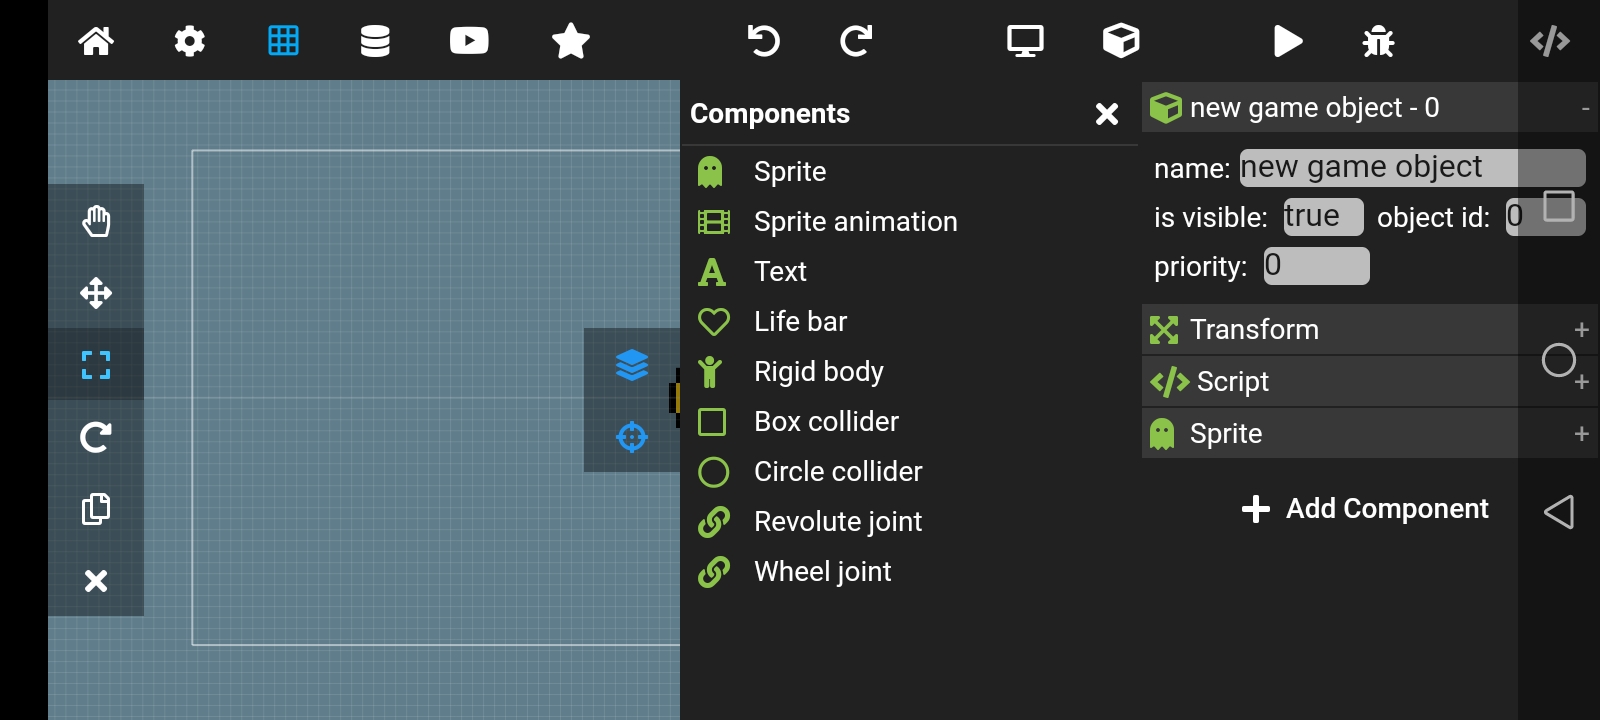 Components
Sprite
Sprite animation
Text
Life bar
Rigid body
Box collider
Circle collider
Revolute joint
Wheel joint
new game object - 0
name: new game object
is visible: true object id: 0
priority: 0
Transform
Script
Sprite
Add Component